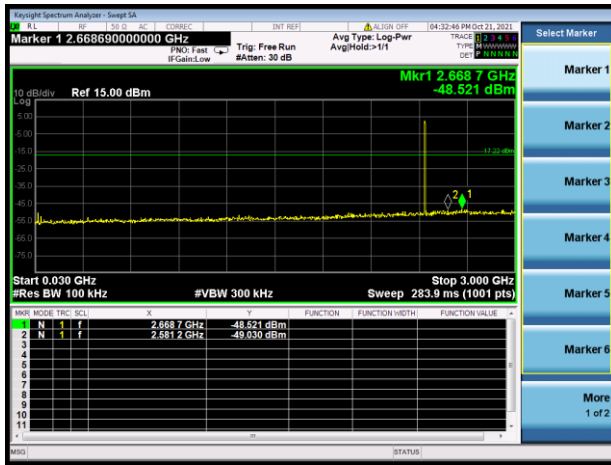 Keysight Spectrum Analyzer - Swept SA
RL RF 50 Ω AC CORREC INT REF ALIGN OFF 04:32:46 PM Oct 21, 2021
Marker 1 2.668690000000 GHz
PNO: Fast
IFGain:Low
Trig: Free Run
#Atten: 30 dB
Avg Type: Log-Pwr
Avg|Hold:>1/1
TRACE 1 2 3 4 5 6
TYPE M W W W W W
DET P N N N N N
Select Marker
Mkr1 2.668 7 GHz
-48.521 dBm
10 dB/div Ref 15.00 dBm
Log
5.00
-5.00
-15.0
-25.0
-35.0
-45.0
-55.0
-65.0
-75.0
-17.22 dBm
2 1
Start 0.030 GHz Stop 3.000 GHz
#Res BW 100 kHz #VBW 300 kHz Sweep 283.9 ms (1001 pts)
MKR MODE TRC SCL X Y FUNCTION FUNCTION WIDTH FUNCTION VALUE
1 N 1 f 2.668 7 GHz -48.521 dBm
2 N 1 f 2.581 2 GHz -49.030 dBm
3
4
5
6
7
8
9
10
11
MSG STATUS
Marker 1
Marker 2
Marker 3
Marker 4
Marker 5
Marker 6
More
1 of 2